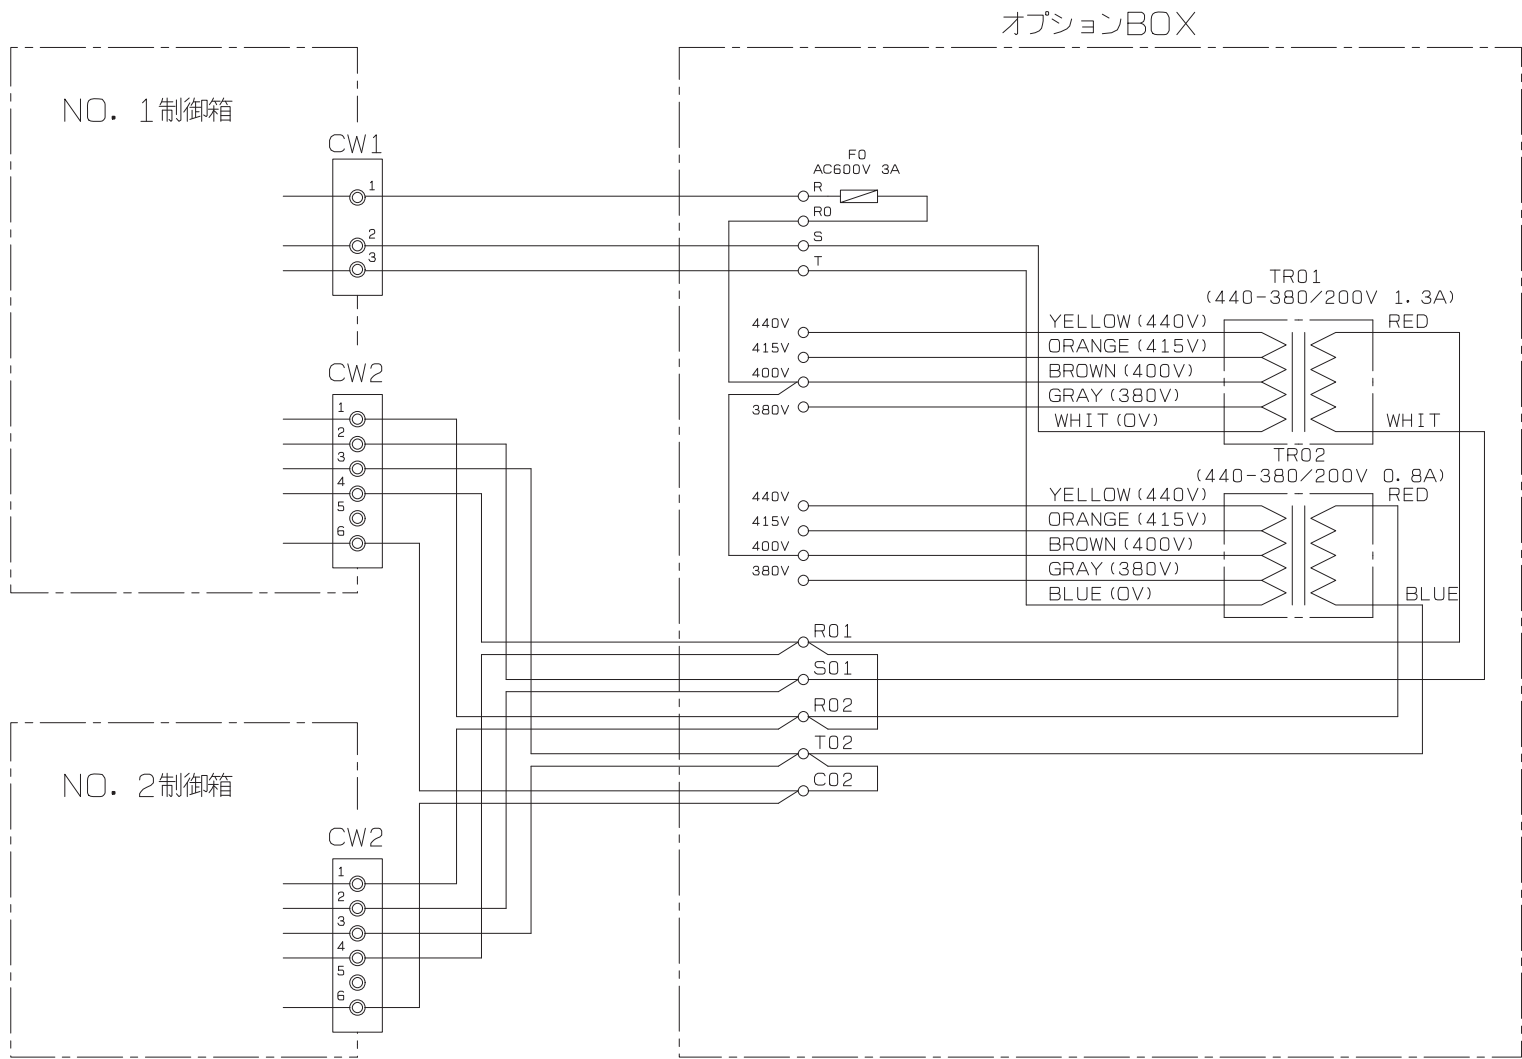 オプションBOX
NO. 1制御箱
CW1
1
2
3
F0
AC600V 3A
R
R0
S
T
TR01
(440-380/200V 1.3A)
440V
YELLOW(440V)
RED
415V
ORANGE(415V)
400V
BROWN(400V)
380V
GRAY(380V)
WHIT(0V)
WHIT
CW2
1
2
3
4
5
6
TR02
(440-380/200V 0.8A)
440V
YELLOW(440V)
RED
415V
ORANGE(415V)
400V
BROWN(400V)
380V
GRAY(380V)
BLUE(0V)
BLUE
R01
S01
R02
T02
C02
NO. 2制御箱
CW2
1
2
3
4
5
6